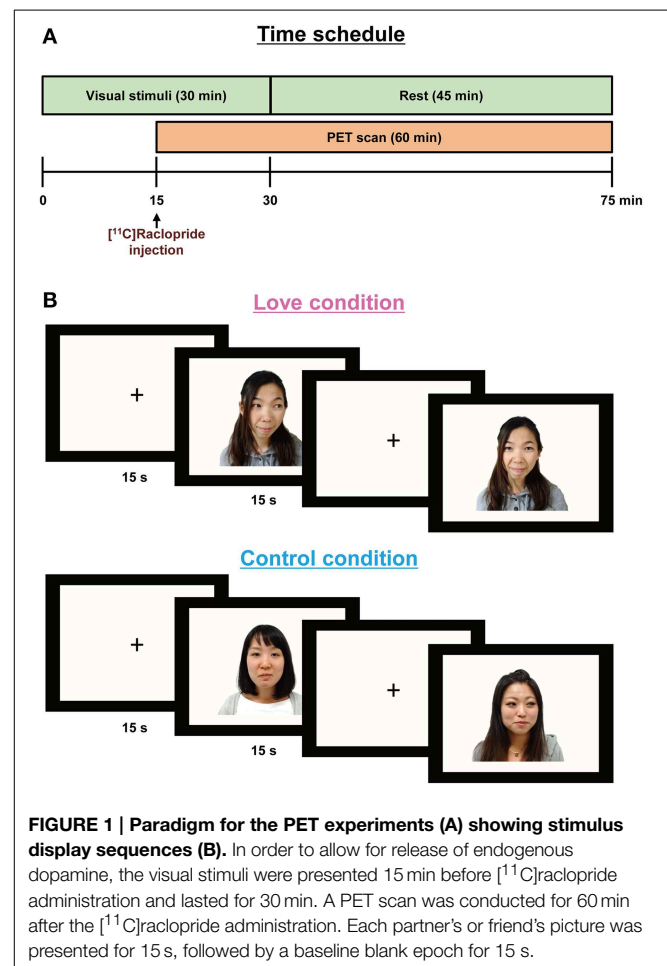 A
Time schedule
Visual stimuli (30 min)
Rest (45 min)
PET scan (60 min)
0
15
30
75 min
[¹¹C]Raclopride
injection
B
Love condition
+
+
15 s
15 s
Control condition
+
+
15 s
15 s
FIGURE 1 | Paradigm for the PET experiments (A) showing stimulus
display sequences (B). In order to allow for release of endogenous
dopamine, the visual stimuli were presented 15 min before [¹¹C]raclopride
administration and lasted for 30 min. A PET scan was conducted for 60 min
after the [¹¹C]raclopride administration. Each partner's or friend's picture was
presented for 15 s, followed by a baseline blank epoch for 15 s.